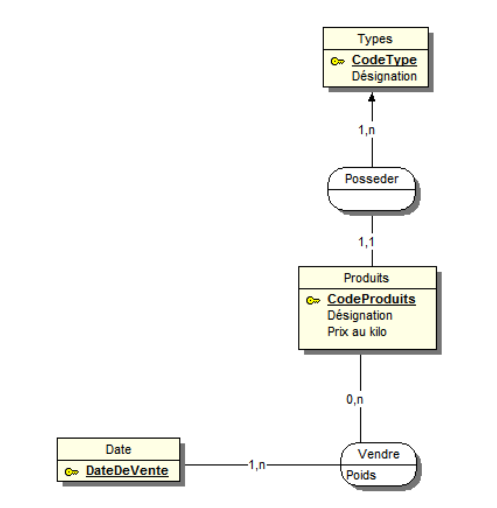 Types
CodeType
Désignation
1,n
Posseder
1,1
Produits
CodeProduits
Désignation
Prix au kilo
0,n
Date
DateDeVente
1,n
Vendre
Poids